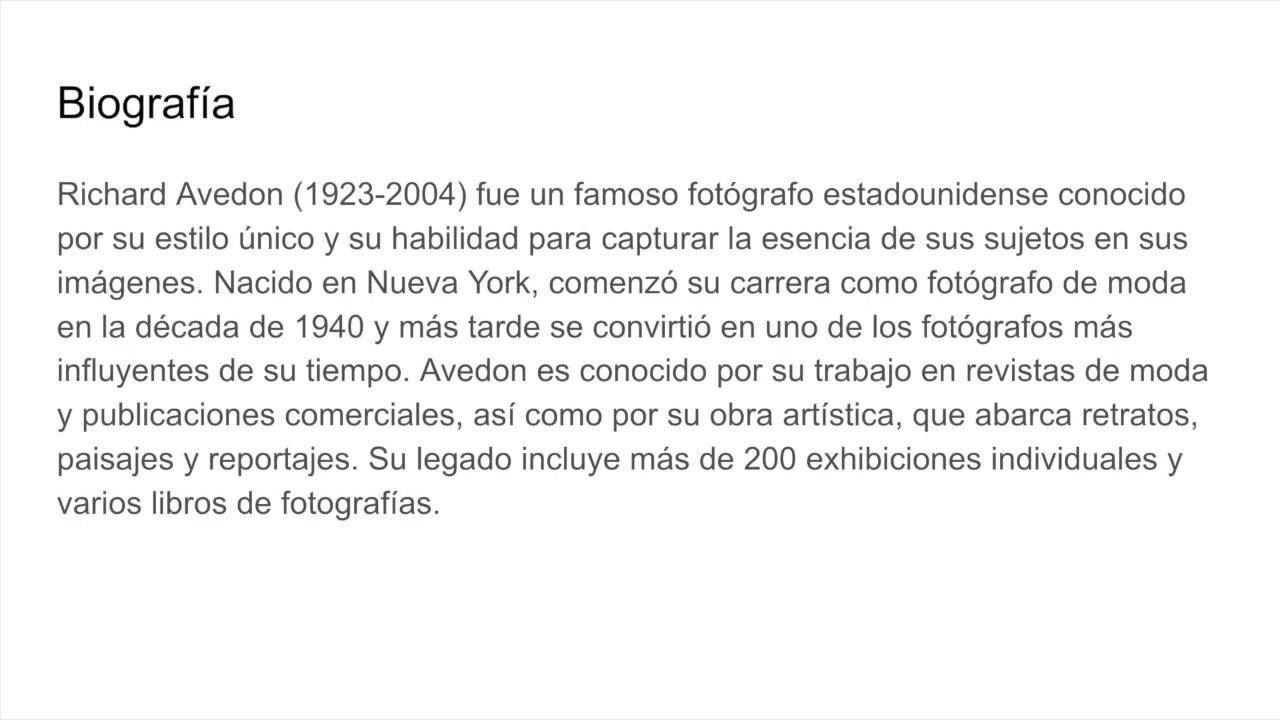 Biografía
Richard Avedon (1923-2004) fue un famoso fotógrafo estadounidense conocido
por su estilo único y su habilidad para capturar la esencia de sus sujetos en sus
imágenes. Nacido en Nueva York, comenzó su carrera como fotógrafo de moda
en la década de 1940 y más tarde se convirtió en uno de los fotógrafos más
influyentes de su tiempo. Avedon es conocido por su trabajo en revistas de moda
y publicaciones comerciales, así como por su obra artística, que abarca retratos,
paisajes y reportajes. Su legado incluye más de 200 exhibiciones individuales y
varios libros de fotografías.